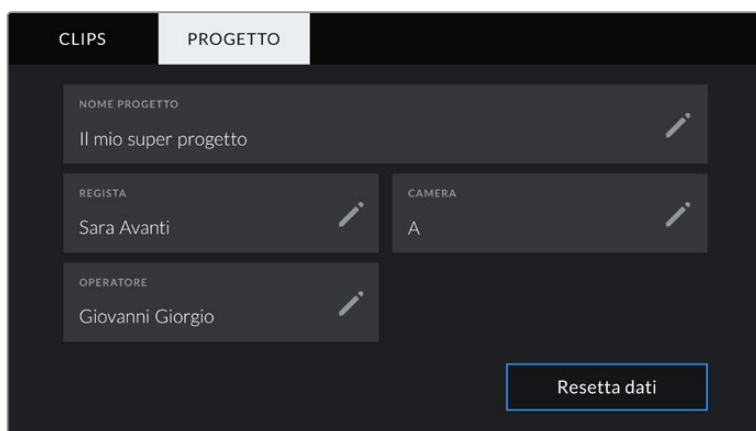 CLIPS
PROGETTO
NOME PROGETTO
Il mio super progetto
REGISTA
Sara Avanti
CAMERA
A
OPERATORE
Giovanni Giorgio
Resetta dati